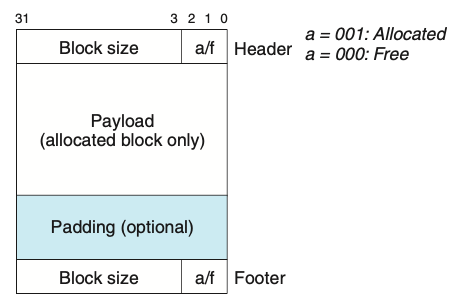 31 3 2 1 0
Block size a/f Header
a = 001: Allocated
a = 000: Free
Payload
(allocated block only)
Padding (optional)
Block size a/f Footer